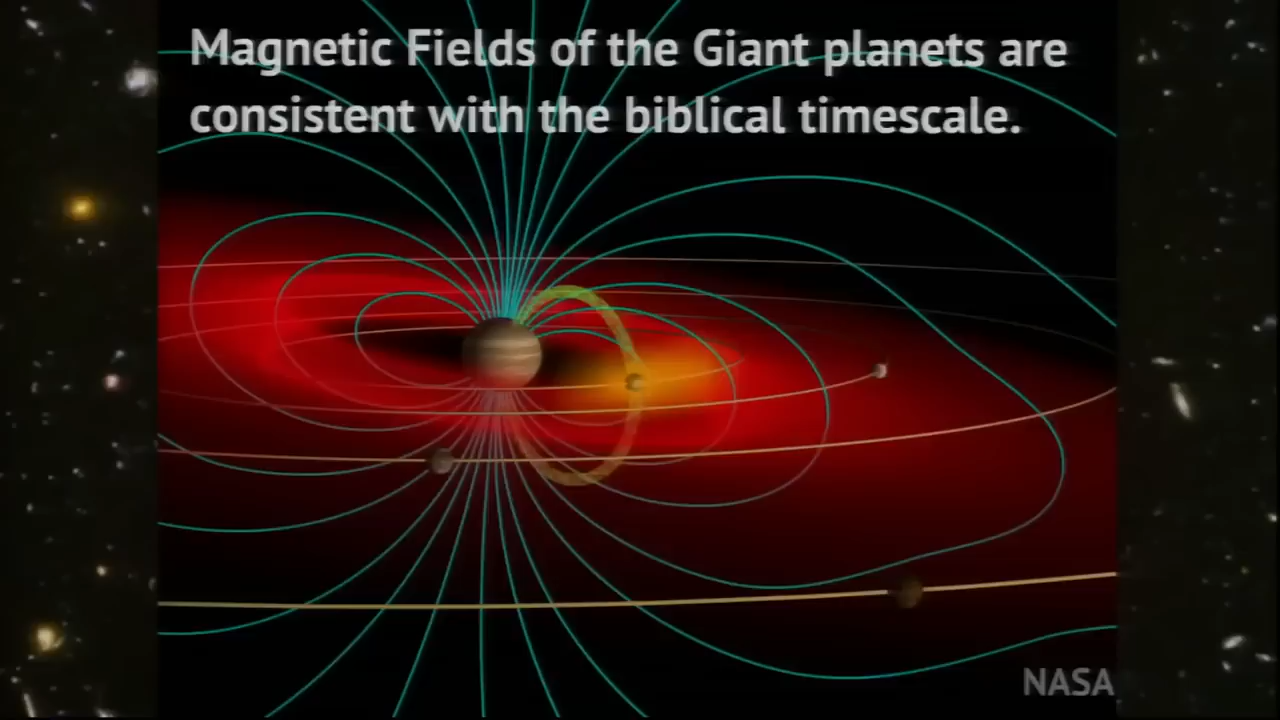 Magnetic Fields of the Giant planets are
consistent with the biblical timescale.
NASA